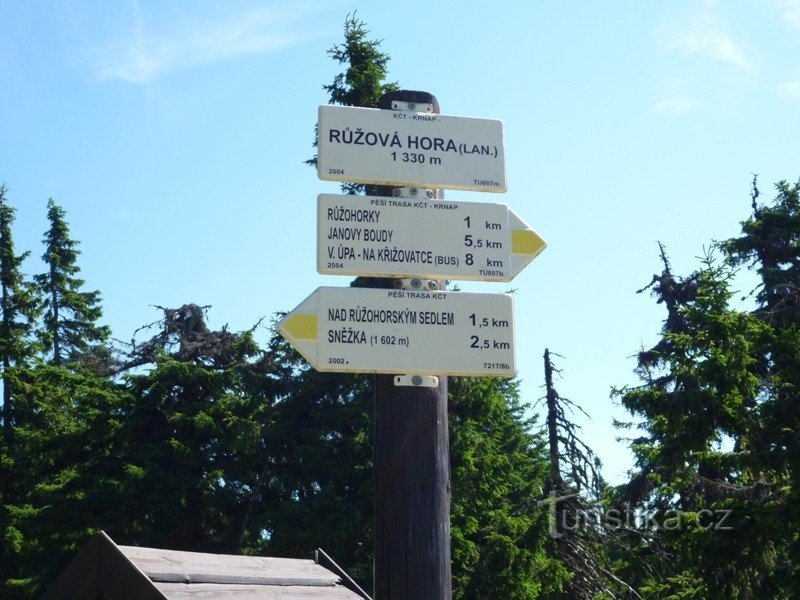 KČT - KRNAP
RŮŽOVÁ HORA (LAN.)
1 330 m
2004 TU607m
PĚŠÍ TRASA KČT - KRNAP
RŮŽOHORKY 1 km
JANOVY BOUDY 5,5 km
V. ÚPA - NA KŘIŽOVATCE (BUS) 8 km
2004 TU607b
PĚŠÍ TRASA KČT
NAD RŮŽOHORSKÝM SEDLEM 1,5 km
SNĚŽKA (1 602 m) 2,5 km
2002 7217/8b
Turistika.cz